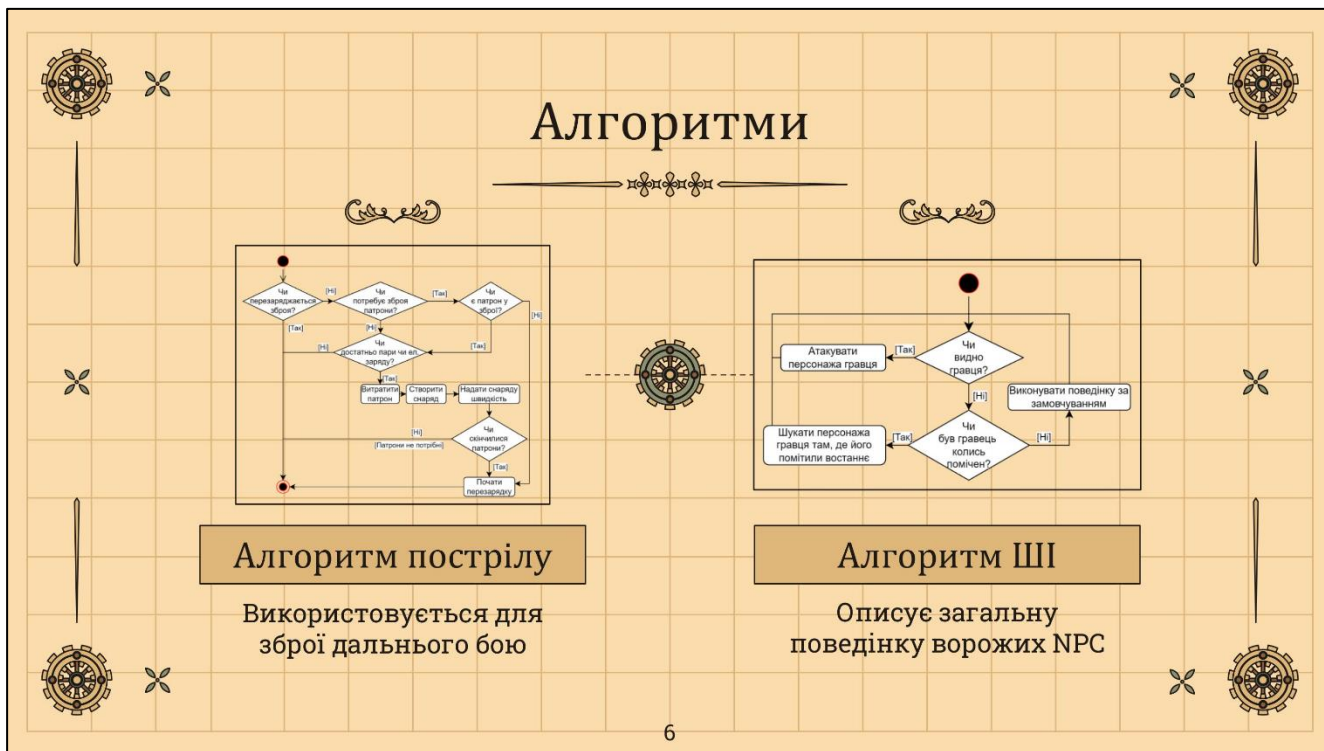 Алгоритми
Чи
перезаряджається
зброя?
[Ні]
Чи
потребує зброя
патрони?
[Так]
Чи
є патрон у
зброї?
[Ні]
[Так]
[Ні]
[Так]
[Ні]
Чи
достатньо пари чи ел.
заряду?
[Так]
Витратити
патрон
Створити
снаряд
Надати снаряду
швидкість
[Ні]
[Патрони не потрібні]
Чи
скінчилися
патрони?
[Так]
Почати
перезарядку
Алгоритм пострілу
Використовується для
зброї дальнього бою
Атакувати
персонажа гравця
[Так]
Чи
видно
гравця?
[Ні]
Виконувати поведінку за
замовчуванням
Шукати персонажа
гравця там, де його
помітили востаннє
[Так]
Чи
був гравець
колись
помічен?
[Ні]
Алгоритм ШІ
Описує загальну
поведінку ворожих NPC
6